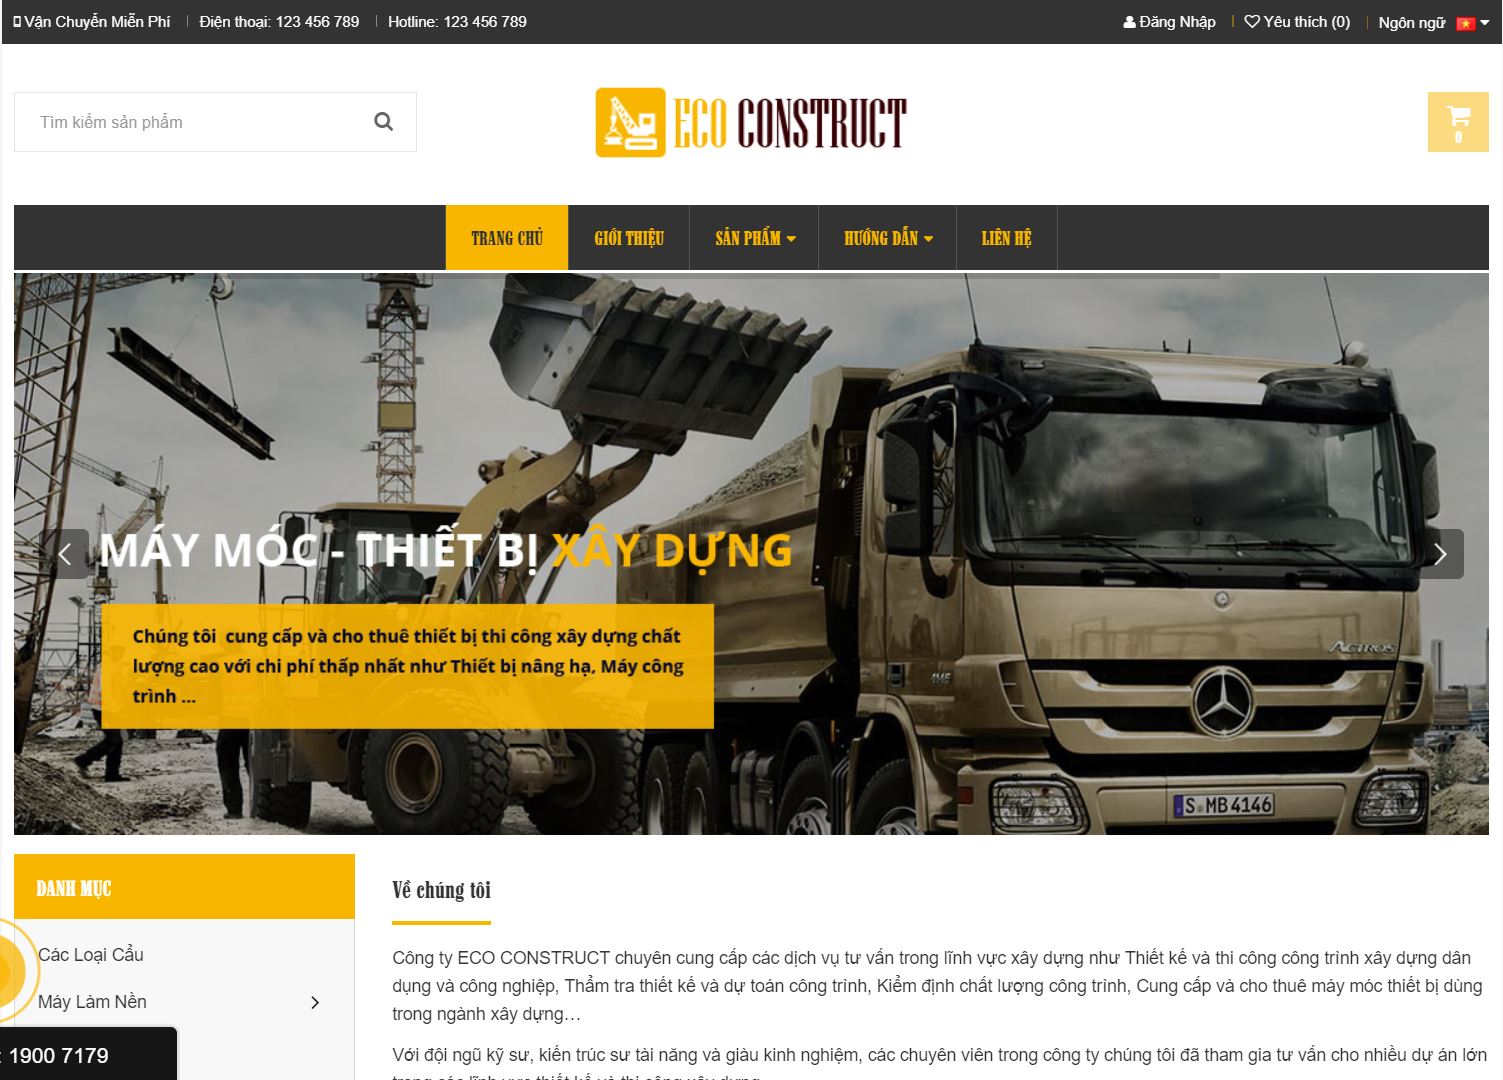 Vận Chuyển Miễn Phí
Điện thoại: 123 456 789
Hotline: 123 456 789
Đăng Nhập
Yêu thích (0)
Ngôn ngữ
Tìm kiếm sản phẩm
ECO CONSTRUCT
0
TRANG CHỦ
GIỚI THIỆU
SẢN PHẨM
HƯỚNG DẪN
LIÊN HỆ
MÁY MÓC - THIẾT BỊ XÂY DỰNG
Chúng tôi cung cấp và cho thuê thiết bị thi công xây dựng chất
lượng cao với chi phí thấp nhất như Thiết bị nâng hạ, Máy công
trình ...
ACTROS
S MB 4146
DANH MỤC
Các Loại Cẩu
Máy Làm Nền
: 1900 7179
Về chúng tôi
Công ty ECO CONSTRUCT chuyên cung cấp các dịch vụ tư vấn trong lĩnh vực xây dựng như Thiết kế và thi công công trình xây dựng dân
dụng và công nghiệp, Thẩm tra thiết kế và dự toán công trình, Kiểm định chất lượng công trình, Cung cấp và cho thuê máy móc thiết bị dùng
trong ngành xây dựng…
Với đội ngũ kỹ sư, kiến trúc sư tài năng và giàu kinh nghiệm, các chuyên viên trong công ty chúng tôi đã tham gia tư vấn cho nhiều dự án lớn